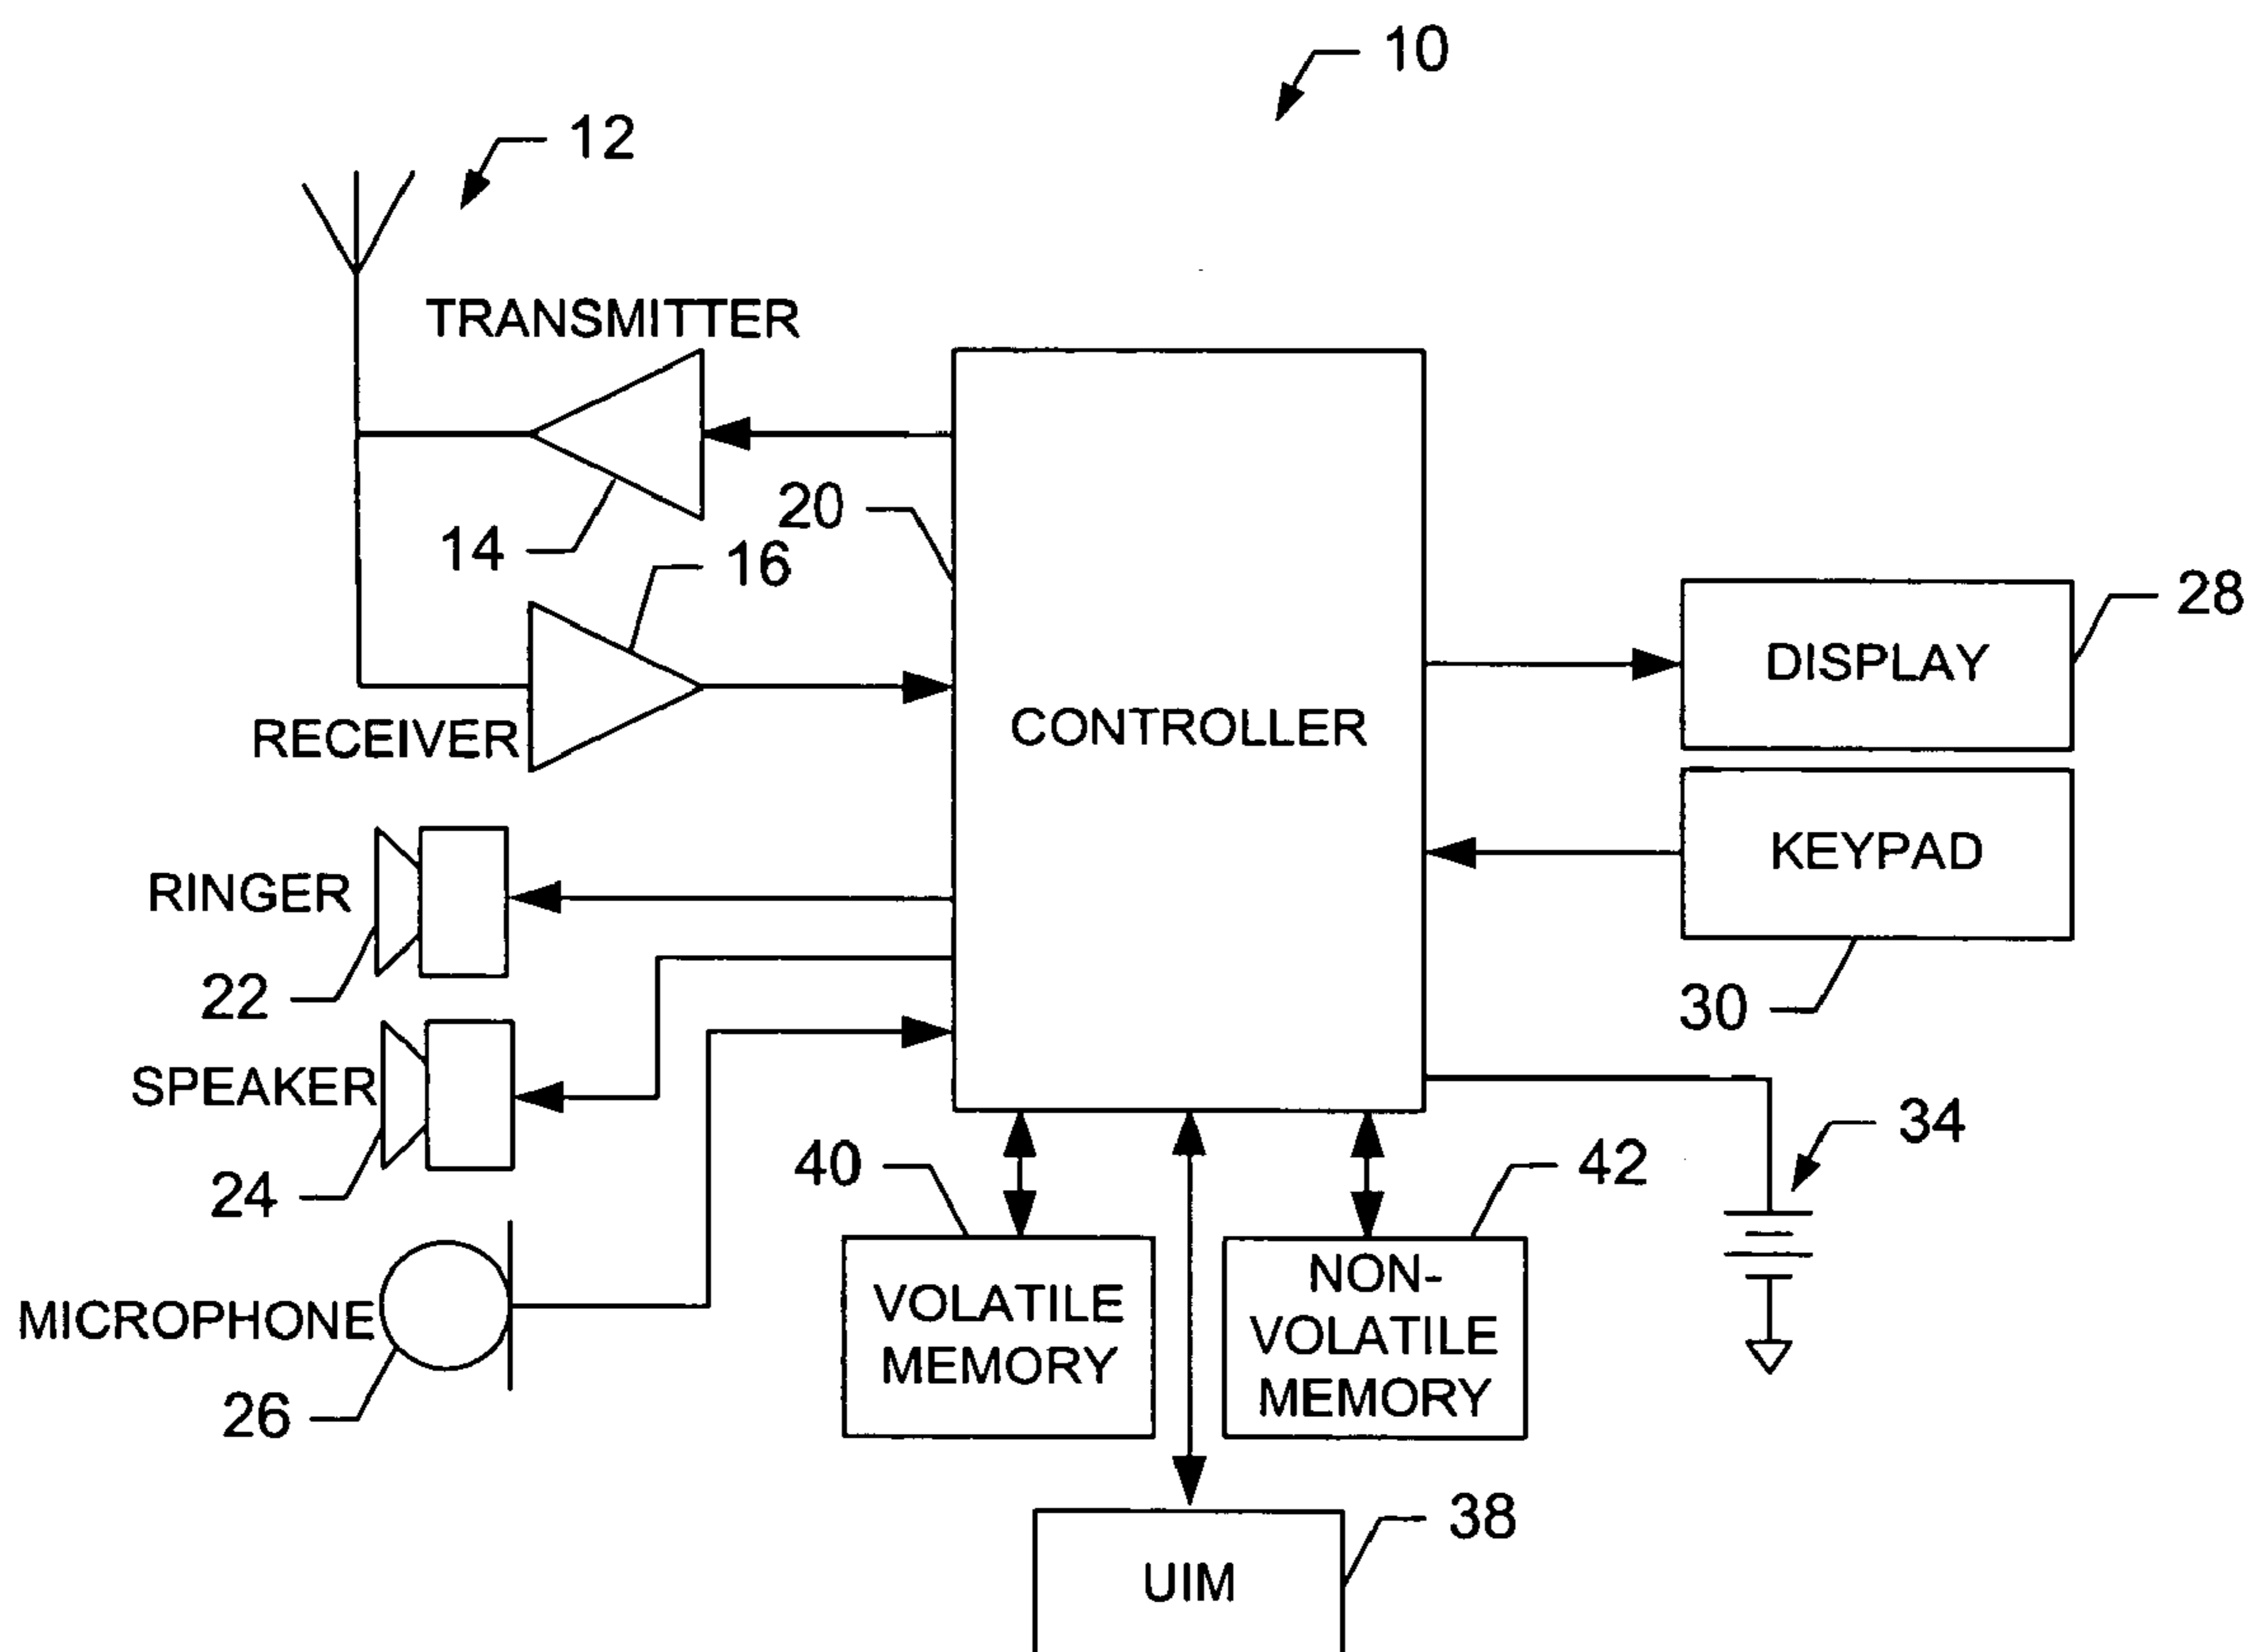 10
12
TRANSMITTER
14
20
16
28
DISPLAY
RECEIVER
CONTROLLER
KEYPAD
RINGER
22
30
SPEAKER
24
34
40
42
MICROPHONE
26
VOLATILE
MEMORY
NON-
VOLATILE
MEMORY
38
UIM